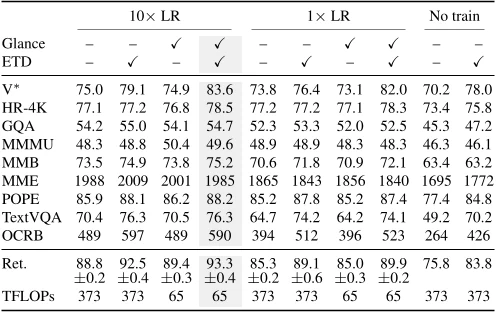 10× LR 1× LR No train
Glance – – ✓ ✓ – – ✓ ✓ – –
ETD – ✓ – ✓ – ✓ – ✓ – ✓
V* 75.0 79.1 74.9 83.6 73.8 76.4 73.1 82.0 70.2 78.0
HR-4K 77.1 77.2 76.8 78.5 77.2 77.2 77.1 78.3 73.4 75.8
GQA 54.2 55.0 54.1 54.7 52.3 53.3 52.0 52.5 45.3 47.2
MMMU 48.3 48.8 50.4 49.6 48.9 48.9 48.3 48.3 46.3 46.1
MMB 73.5 74.9 73.8 75.2 70.6 71.8 70.9 72.1 63.4 63.2
MME 1988 2009 2001 1985 1865 1843 1856 1840 1695 1772
POPE 85.9 88.1 86.2 88.2 85.2 87.8 85.2 87.4 77.4 84.8
TextVQA 70.4 76.3 70.5 76.3 64.7 74.2 64.2 74.1 49.2 70.2
OCRB 489 597 489 590 394 512 396 523 264 426
Ret. 88.8 92.5 89.4 93.3 85.3 89.1 85.0 89.9 75.8 83.8
±0.2 ±0.4 ±0.3 ±0.4 ±0.2 ±0.6 ±0.3 ±0.2
TFLOPs 373 373 65 65 373 373 65 65 373 373